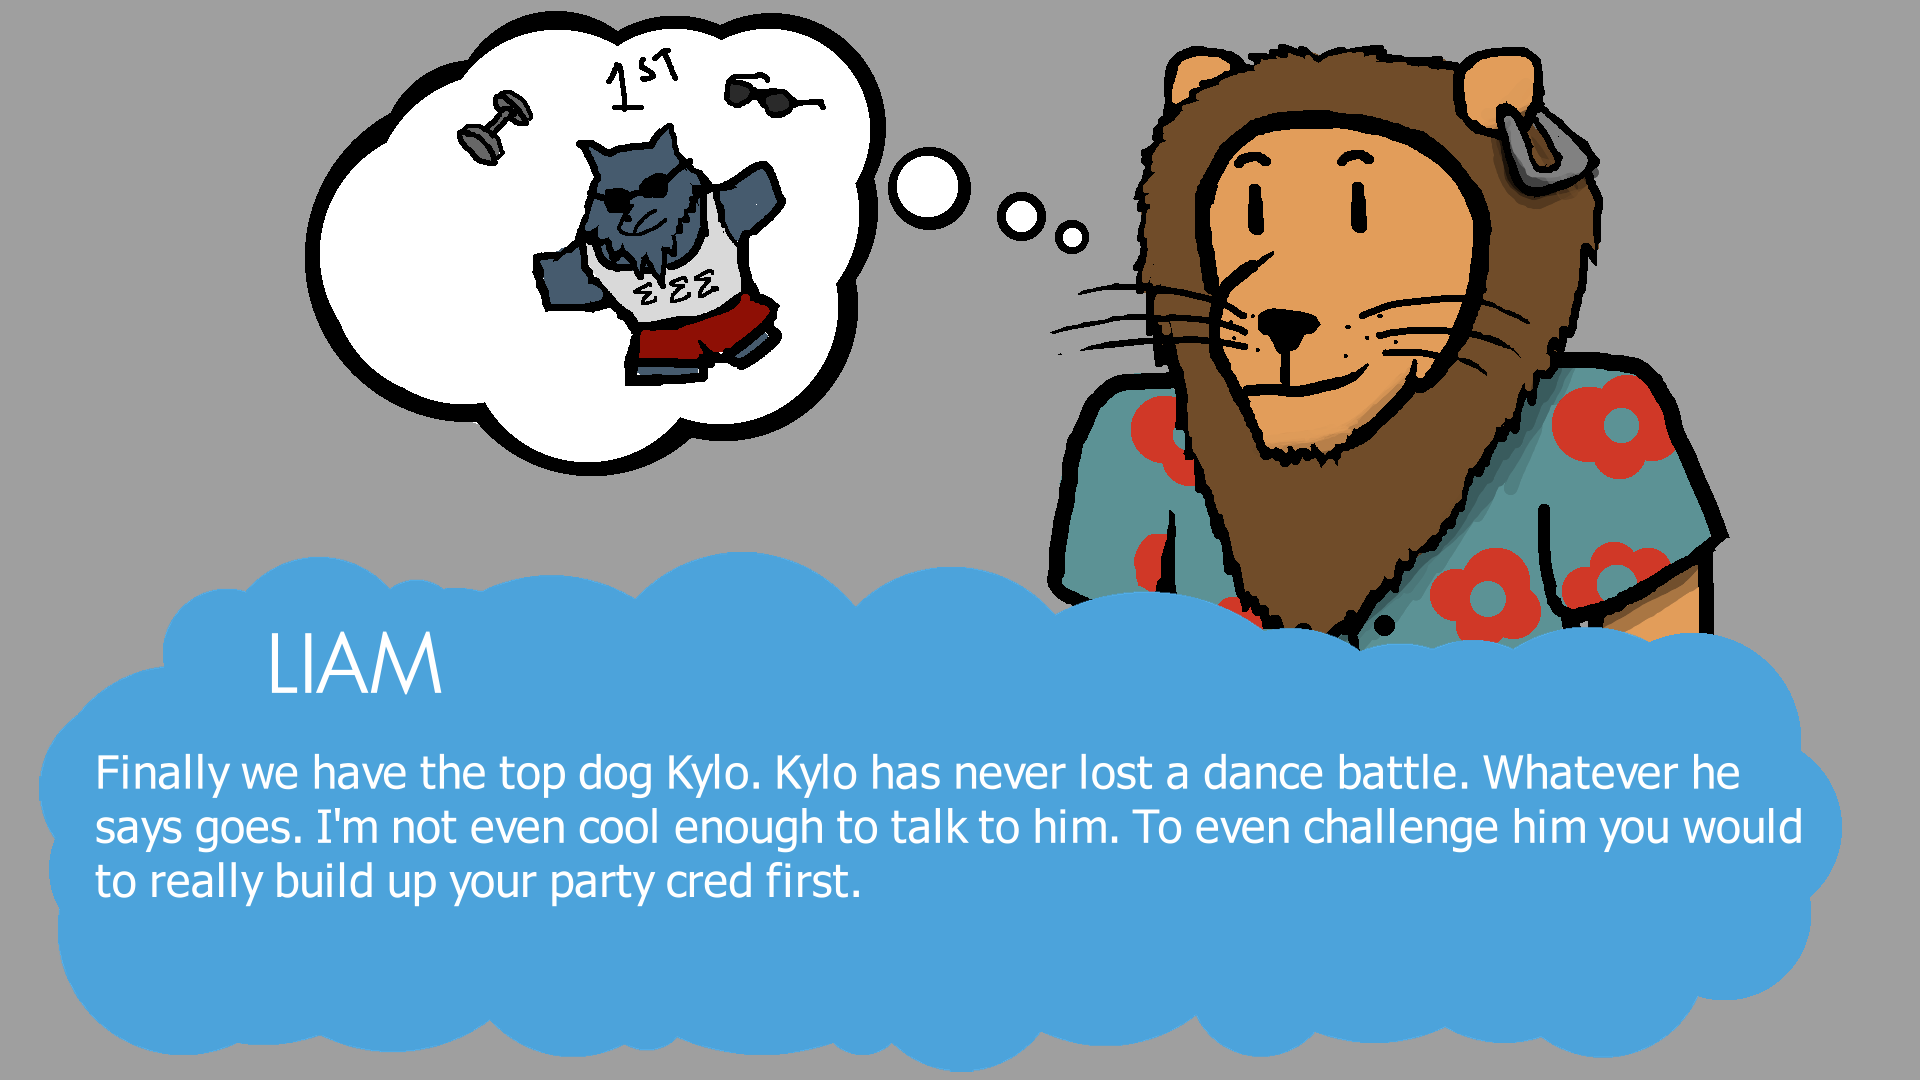 1ST
ΣΣΣ
LIAM
Finally we have the top dog Kylo. Kylo has never lost a dance battle. Whatever he
says goes. I'm not even cool enough to talk to him. To even challenge him you would
to really build up your party cred first.